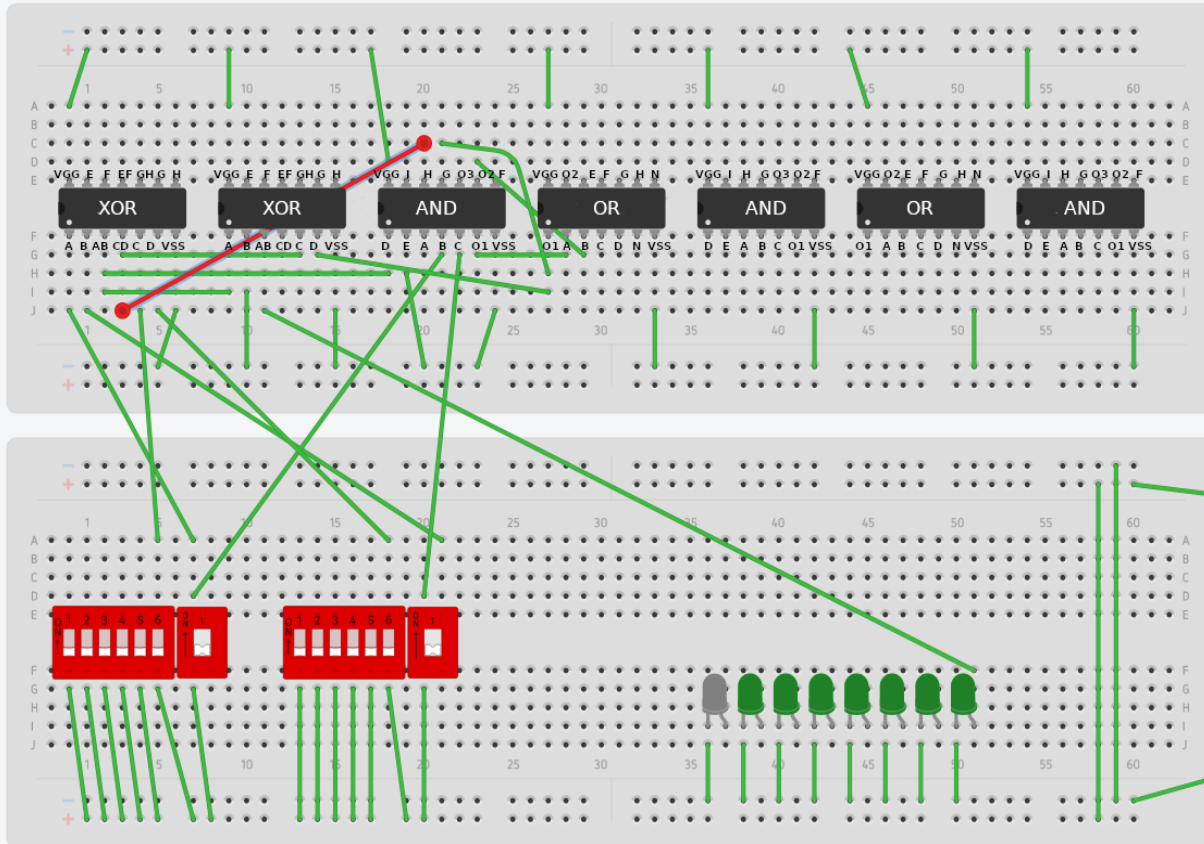 −
+
1 5 10 15 20 25 30 35 40 45 50 55 60
A A
B B
C C
D D
E E
VGG E F EF GH G H VGG E F EF GH G H VGG I H G O3 O2 F VGG O2 E F G H N VGG I H G O3 O2 F VGG O2 E F G H N VGG I H G O3 O2 F
XOR XOR AND OR AND OR AND
A B AB CD C D VSS A B AB CD C D VSS D E A B C O1 VSS O1 A B C D N VSS D E A B C O1 VSS O1 A B C D N VSS D E A B C O1 VSS
F F
G G
H H
I I
J J
1 5 10 15 20 25 30 35 40 45 50 55 60
−
+
−
+
1 5 10 15 20 25 30 35 40 45 50 55 60
A A
B B
C C
D D
E E
ON 1 2 3 4 5 6 ON 1 ON 1 2 3 4 5 6 ON 1
F F
G G
H H
I I
J J
1 5 10 15 20 25 30 35 40 45 50 55 60
−
+